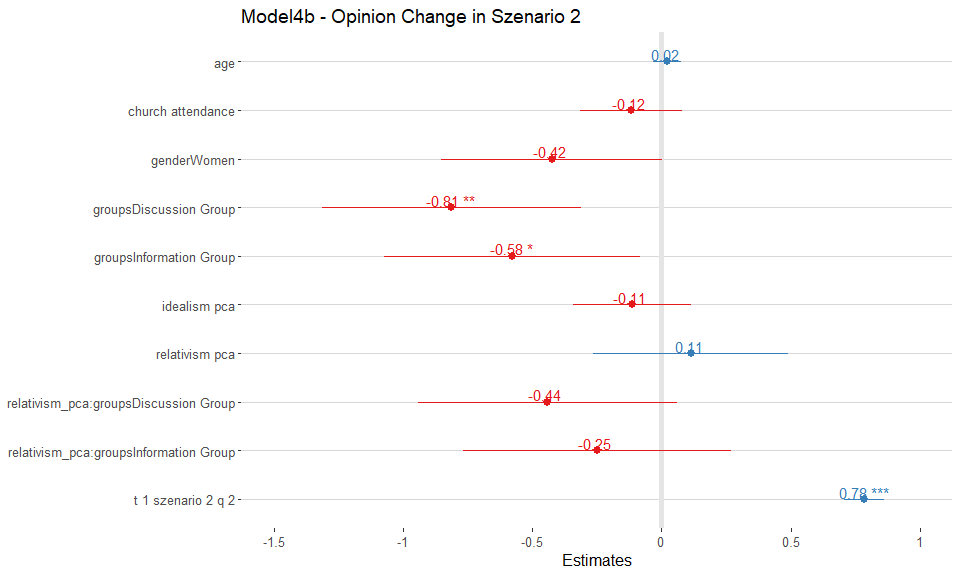 Model4b - Opinion Change in Szenario 2
age
0.02
church attendance
-0.12
genderWomen
-0.42
groupsDiscussion Group
-0.81 **
groupsInformation Group
-0.58 *
idealism pca
-0.11
relativism pca
0.11
relativism_pca:groupsDiscussion Group
-0.44
relativism_pca:groupsInformation Group
-0.25
t 1 szenario 2 q 2
0.78 ***
-1.5 -1 -0.5 0 0.5 1
Estimates